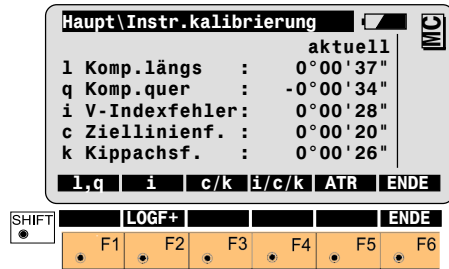 Haupt\Instr.kalibrierung MC
aktuell
l Komp.längs : 0°00'37"
q Komp.quer : -0°00'34"
i V-Indexfehler: 0°00'28"
c Ziellinienf. : 0°00'20"
k Kippachsf. : 0°00'26"
l,q i c/k i/c/k ATR ENDE
SHIFT LOGF+ ENDE
F1 F2 F3 F4 F5 F6